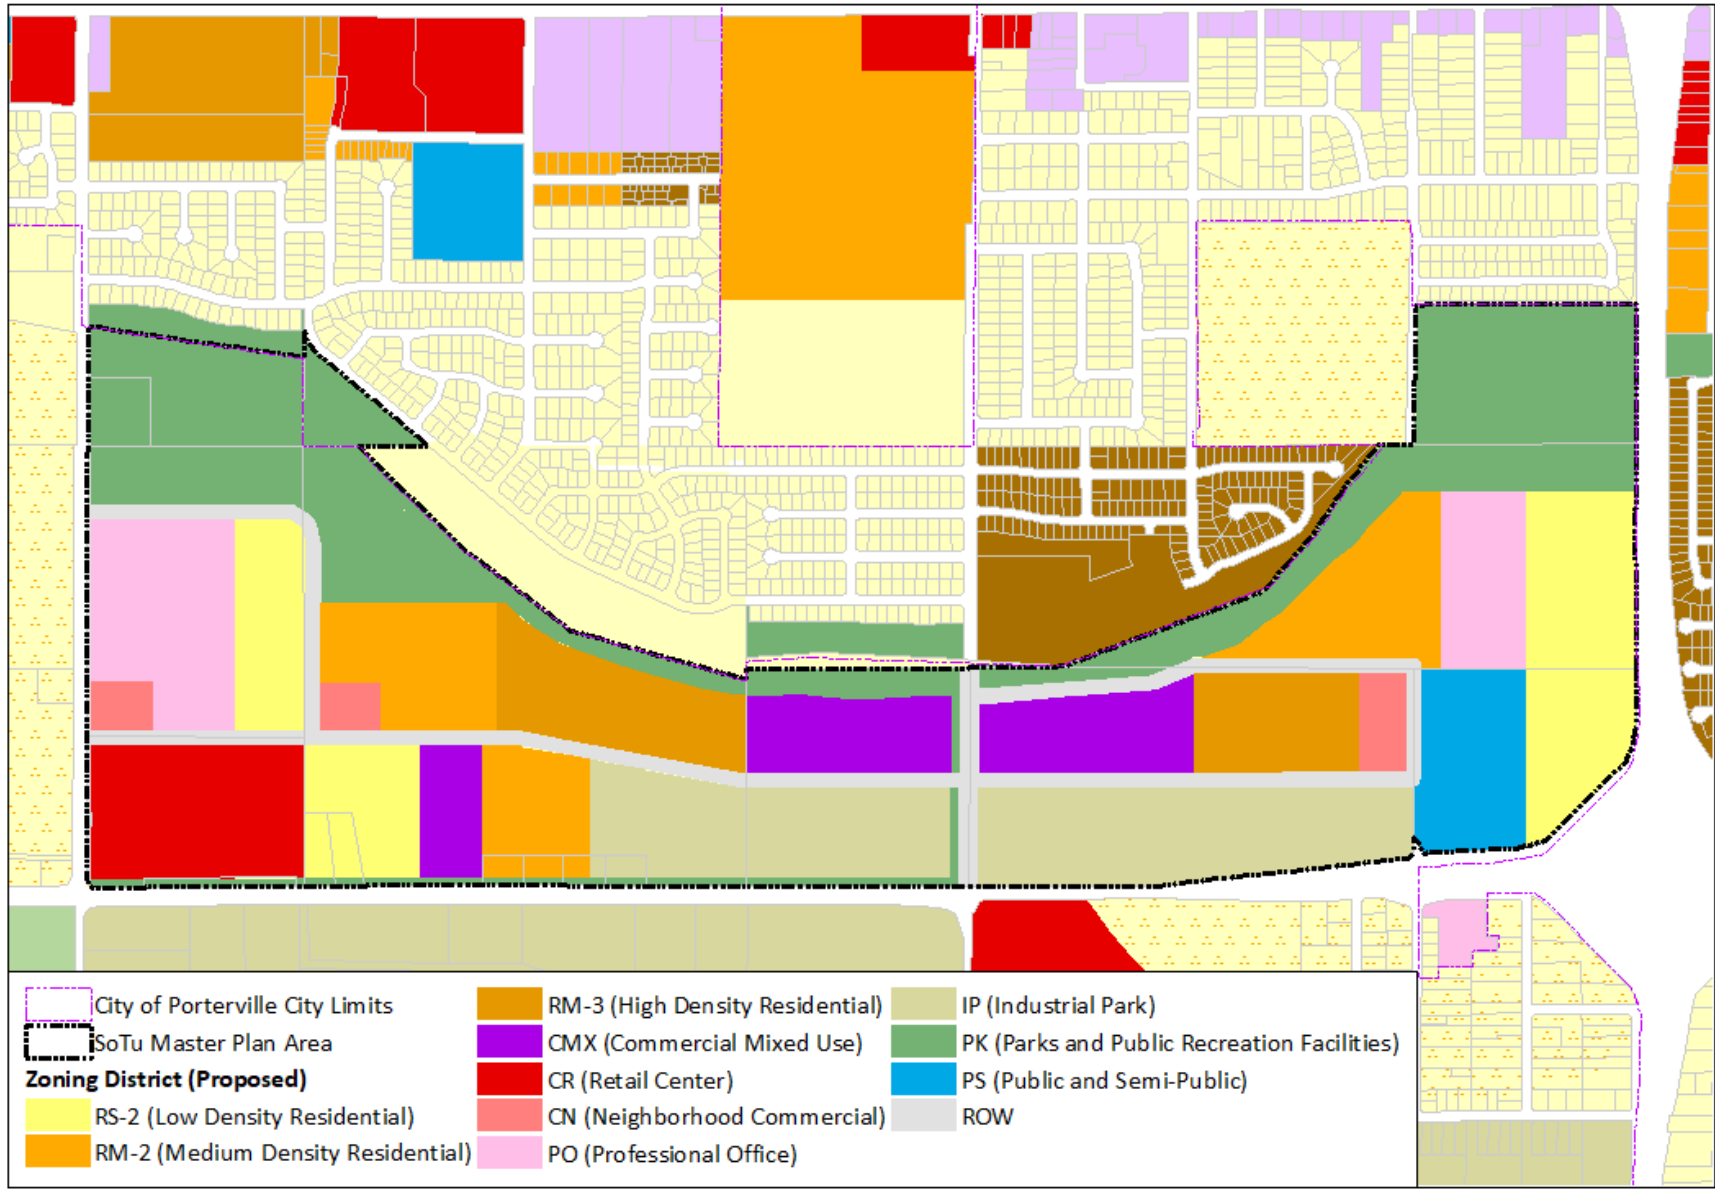 City of Porterville City Limits
SoTu Master Plan Area
Zoning District (Proposed)
RS-2 (Low Density Residential)
RM-2 (Medium Density Residential)
RM-3 (High Density Residential)
CMX (Commercial Mixed Use)
CR (Retail Center)
CN (Neighborhood Commercial)
PO (Professional Office)
IP (Industrial Park)
PK (Parks and Public Recreation Facilities)
PS (Public and Semi-Public)
ROW